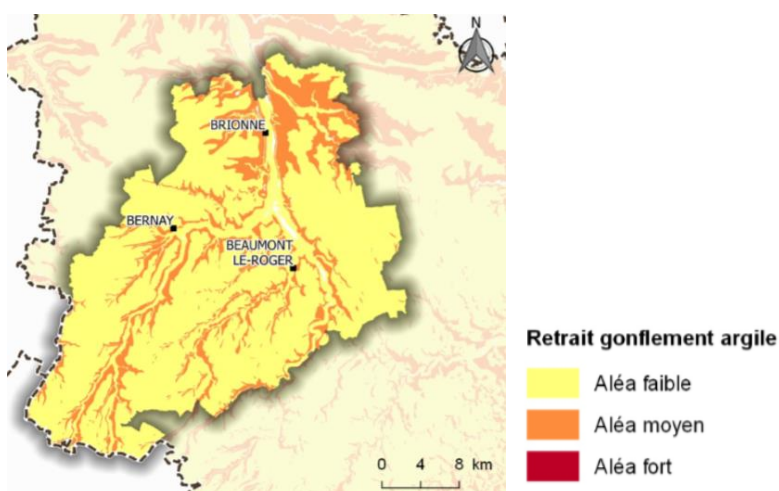 N
BRIONNE
BERNAY
BEAUMONT
LE-ROGER
0 4 8 km
Retrait gonflement argile
Aléa faible
Aléa moyen
Aléa fort